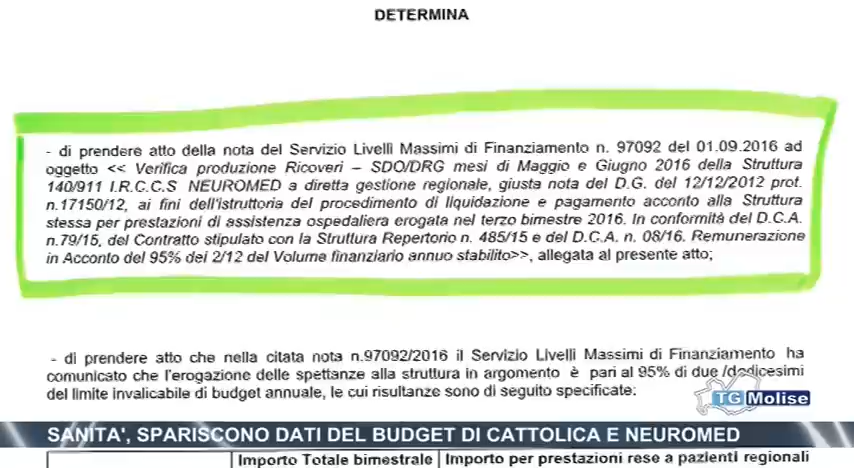 DETERMINA
- di prendere atto della nota del Servizio Livelli Massimi di Finanziamento n. 97092 del 01.09.2016 ad
oggetto << Verifica produzione Ricoveri – SDO/DRG mesi di Maggio e Giugno 2016 della Struttura
140/911 I.R.C.C.S NEUROMED a diretta gestione regionale, giusta nota del D.G. del 12/12/2012 prot.
n.17150/12, ai fini dell'istruttoria del procedimento di liquidazione e pagamento acconto alla Struttura
stessa per prestazioni di assistenza ospedaliera erogata nel terzo bimestre 2016. In conformità del D.C.A.
n.79/15, del Contratto stipulato con la Struttura Repertorio n. 485/15 e del D.C.A. n. 08/16. Remunerazione
in Acconto del 95% dei 2/12 del Volume finanziario annuo stabilito>>, allegata al presente atto;
- di prendere atto che nella citata nota n.97092/2016 il Servizio Livelli Massimi di Finanziamento ha
comunicato che l'erogazione delle spettanze alla struttura in argomento è pari al 95% di due /dodicesimi
del limite invalicabile di budget annuale, le cui risultanze sono di seguito specificate:
TG Molise
SANITA', SPARISCONO DATI DEL BUDGET DI CATTOLICA E NEUROMED
Importo Totale bimestrale Importo per prestazioni rese a pazienti regionali